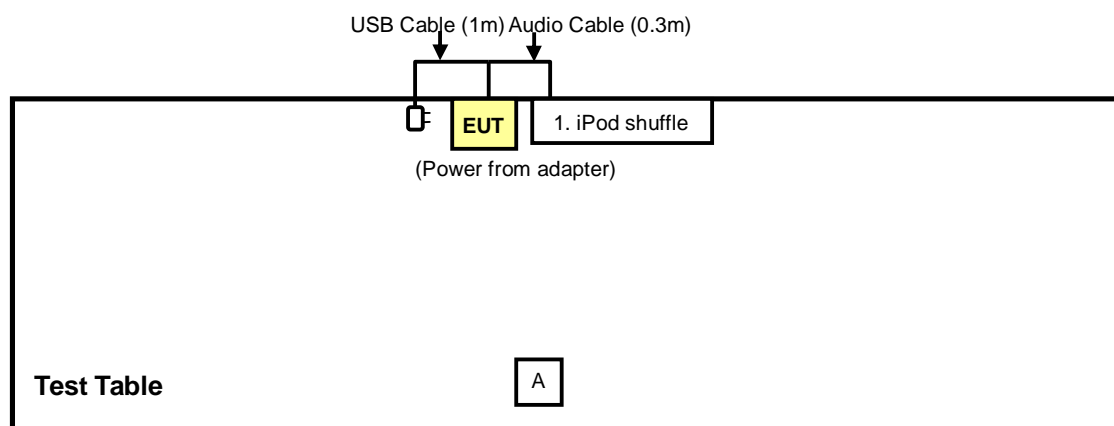 USB Cable (1m) Audio Cable (0.3m)
EUT
1. iPod shuffle
(Power from adapter)
Test Table
A